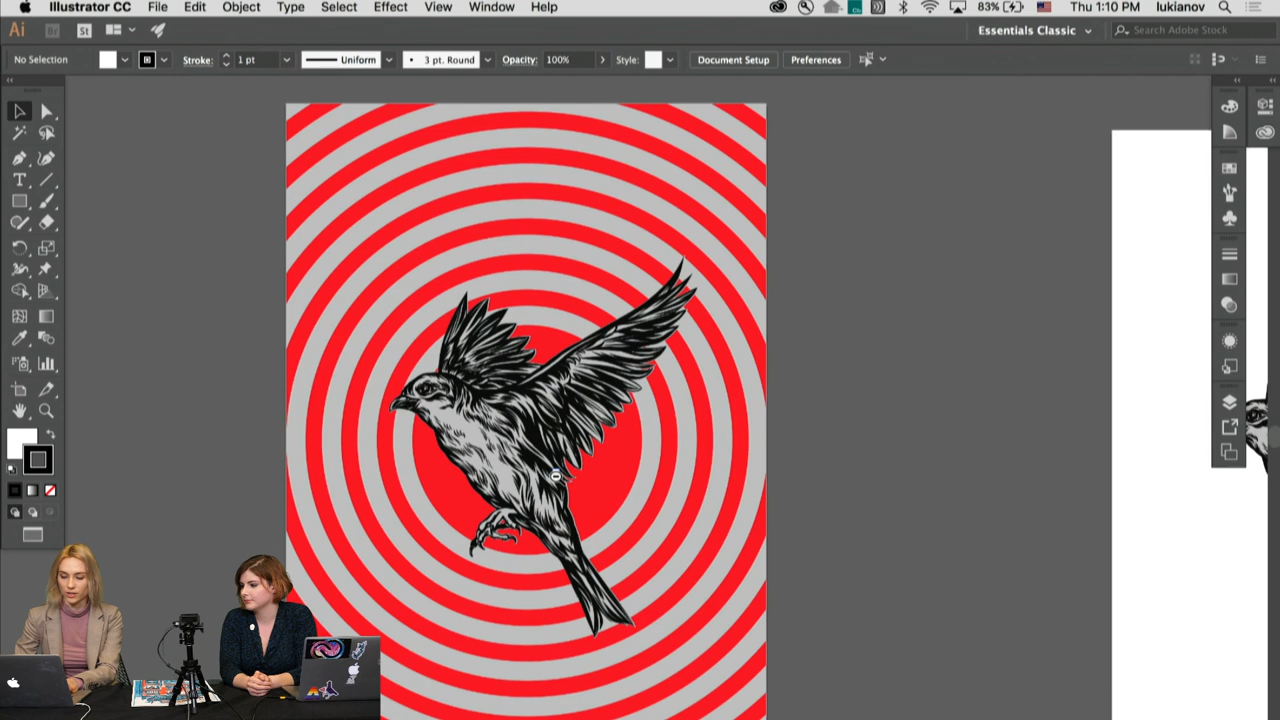 Illustrator CC File Edit Object Type Select Effect View Window Help 83% Thu 1:10 PM lukianov
Ai Br St Essentials Classic Search Adobe Stock
No Selection Stroke: 1 pt Uniform 3 pt. Round Opacity: 100% Style: Document Setup Preferences